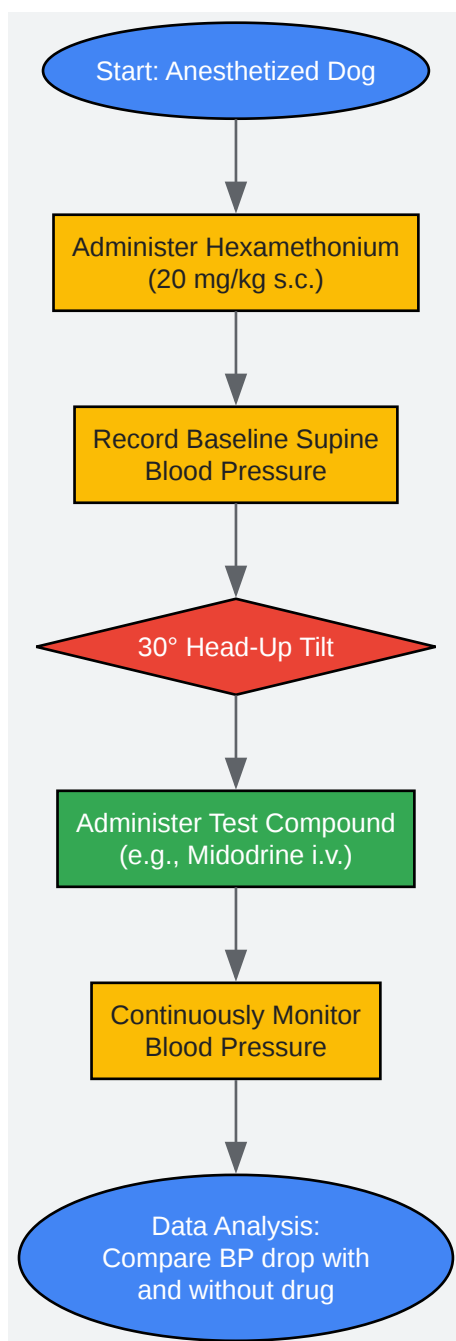 Start: Anesthetized Dog
Administer Hexamethonium
(20 mg/kg s.c.)
Record Baseline Supine
Blood Pressure
30° Head-Up Tilt
Administer Test Compound
(e.g., Midodrine i.v.)
Continuously Monitor
Blood Pressure
Data Analysis:
Compare BP drop with
and without drug